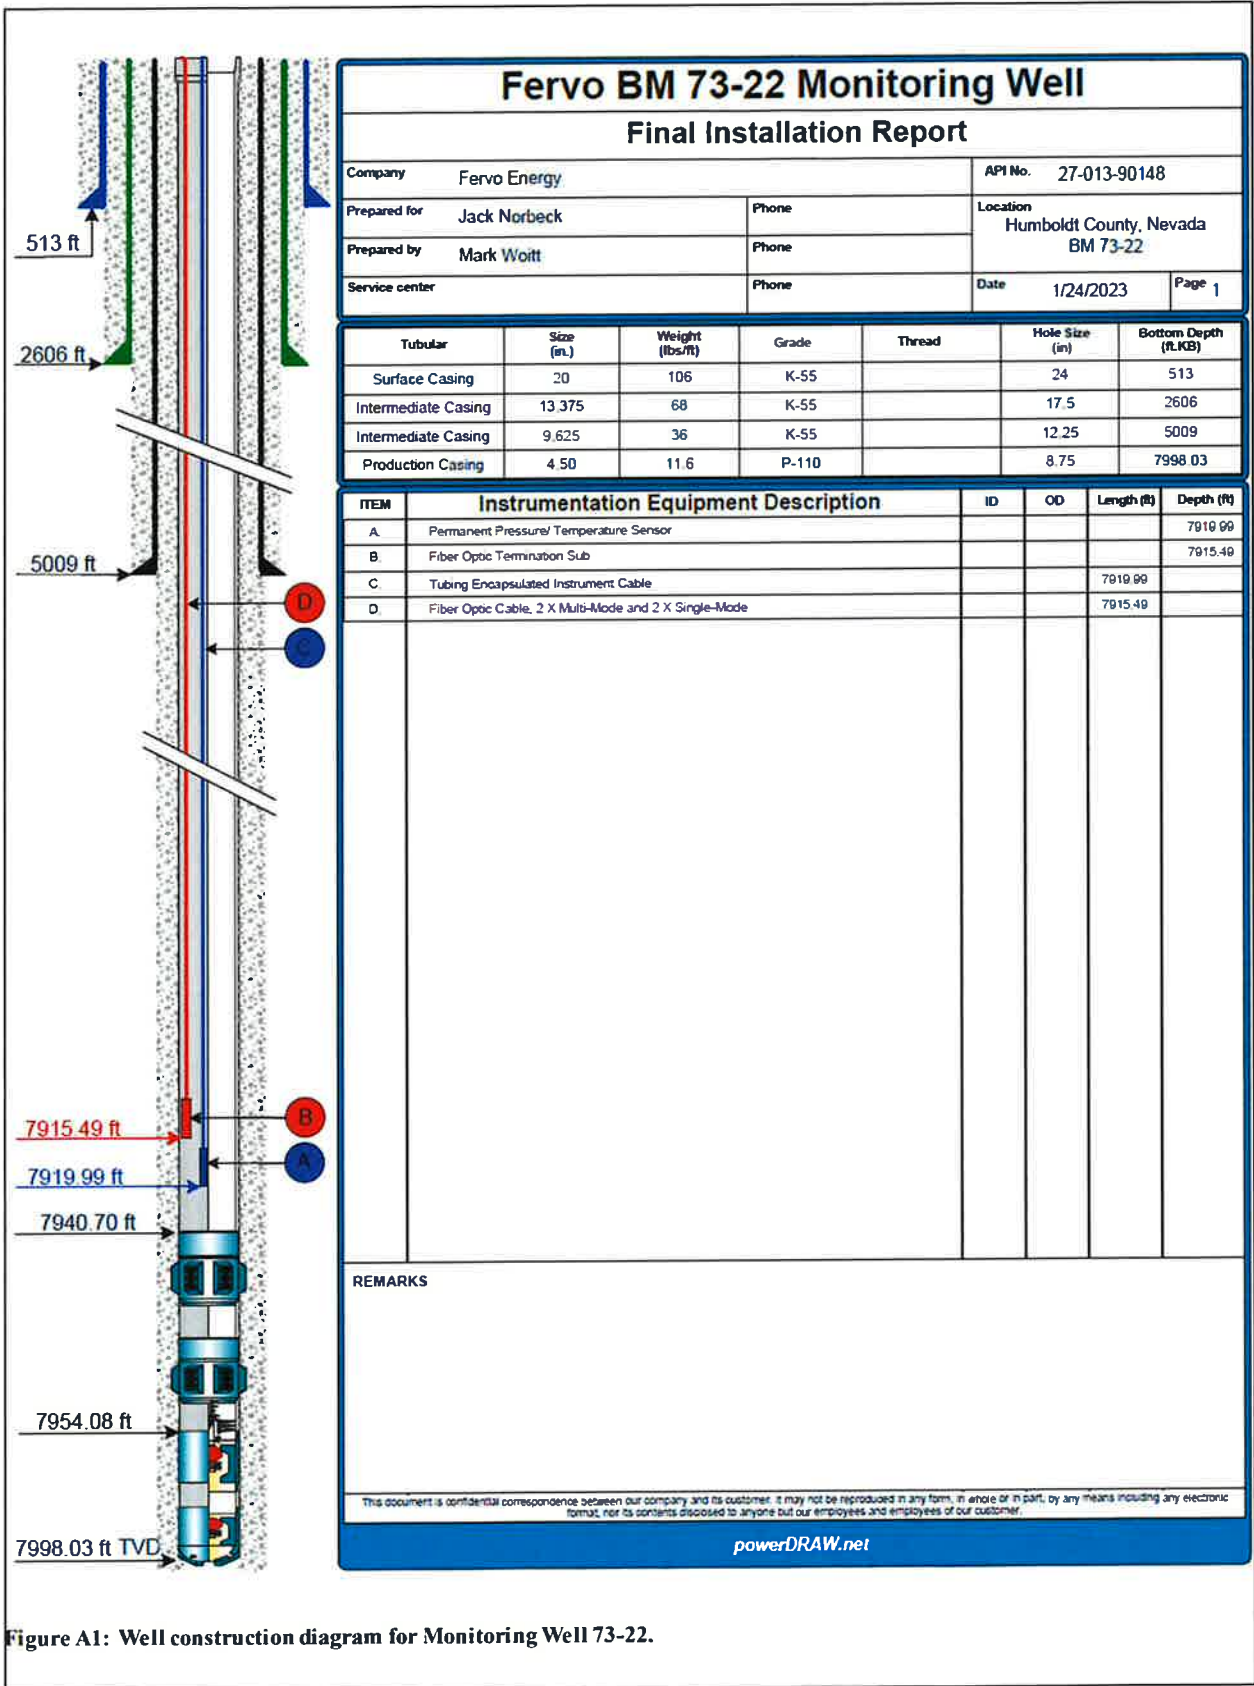 Fervo BM 73-22 Monitoring Well
Final Installation Report
Company Fervo Energy API No. 27-013-90148
Prepared for Jack Norbeck Phone Location
Humboldt County, Nevada
Prepared by Mark Woitt Phone BM 73-22
Service center Phone Date 1/24/2023 Page 1
Tubular Size (in.) Weight (lbs/ft) Grade Thread Hole Size (in) Bottom Depth (ft.KB)
Surface Casing 20 106 K-55 24 513
Intermediate Casing 13.375 68 K-55 17.5 2606
Intermediate Casing 9.625 36 K-55 12.25 5009
Production Casing 4.50 11.6 P-110 8.75 7998.03
ITEM Instrumentation Equipment Description ID OD Length (ft) Depth (ft)
A. Permanent Pressure/ Temperature Sensor 7919.99
B. Fiber Optic Termination Sub 7915.49
C. Tubing Encapsulated Instrument Cable 7919.99
D. Fiber Optic Cable, 2 X Multi-Mode and 2 X Single-Mode 7915.49
513 ft
2606 ft
5009 ft
D
C
B
7915.49 ft
A
7919.99 ft
7940.70 ft
7954.08 ft
7998.03 ft TVD
REMARKS
This document is confidential correspondence between our company and its customer. It may not be reproduced in any form, in whole or in part, by any means including any electronic
format, nor its contents disclosed to anyone but our employees and employees of our customer.
powerDRAW.net
Figure A1: Well construction diagram for Monitoring Well 73-22.